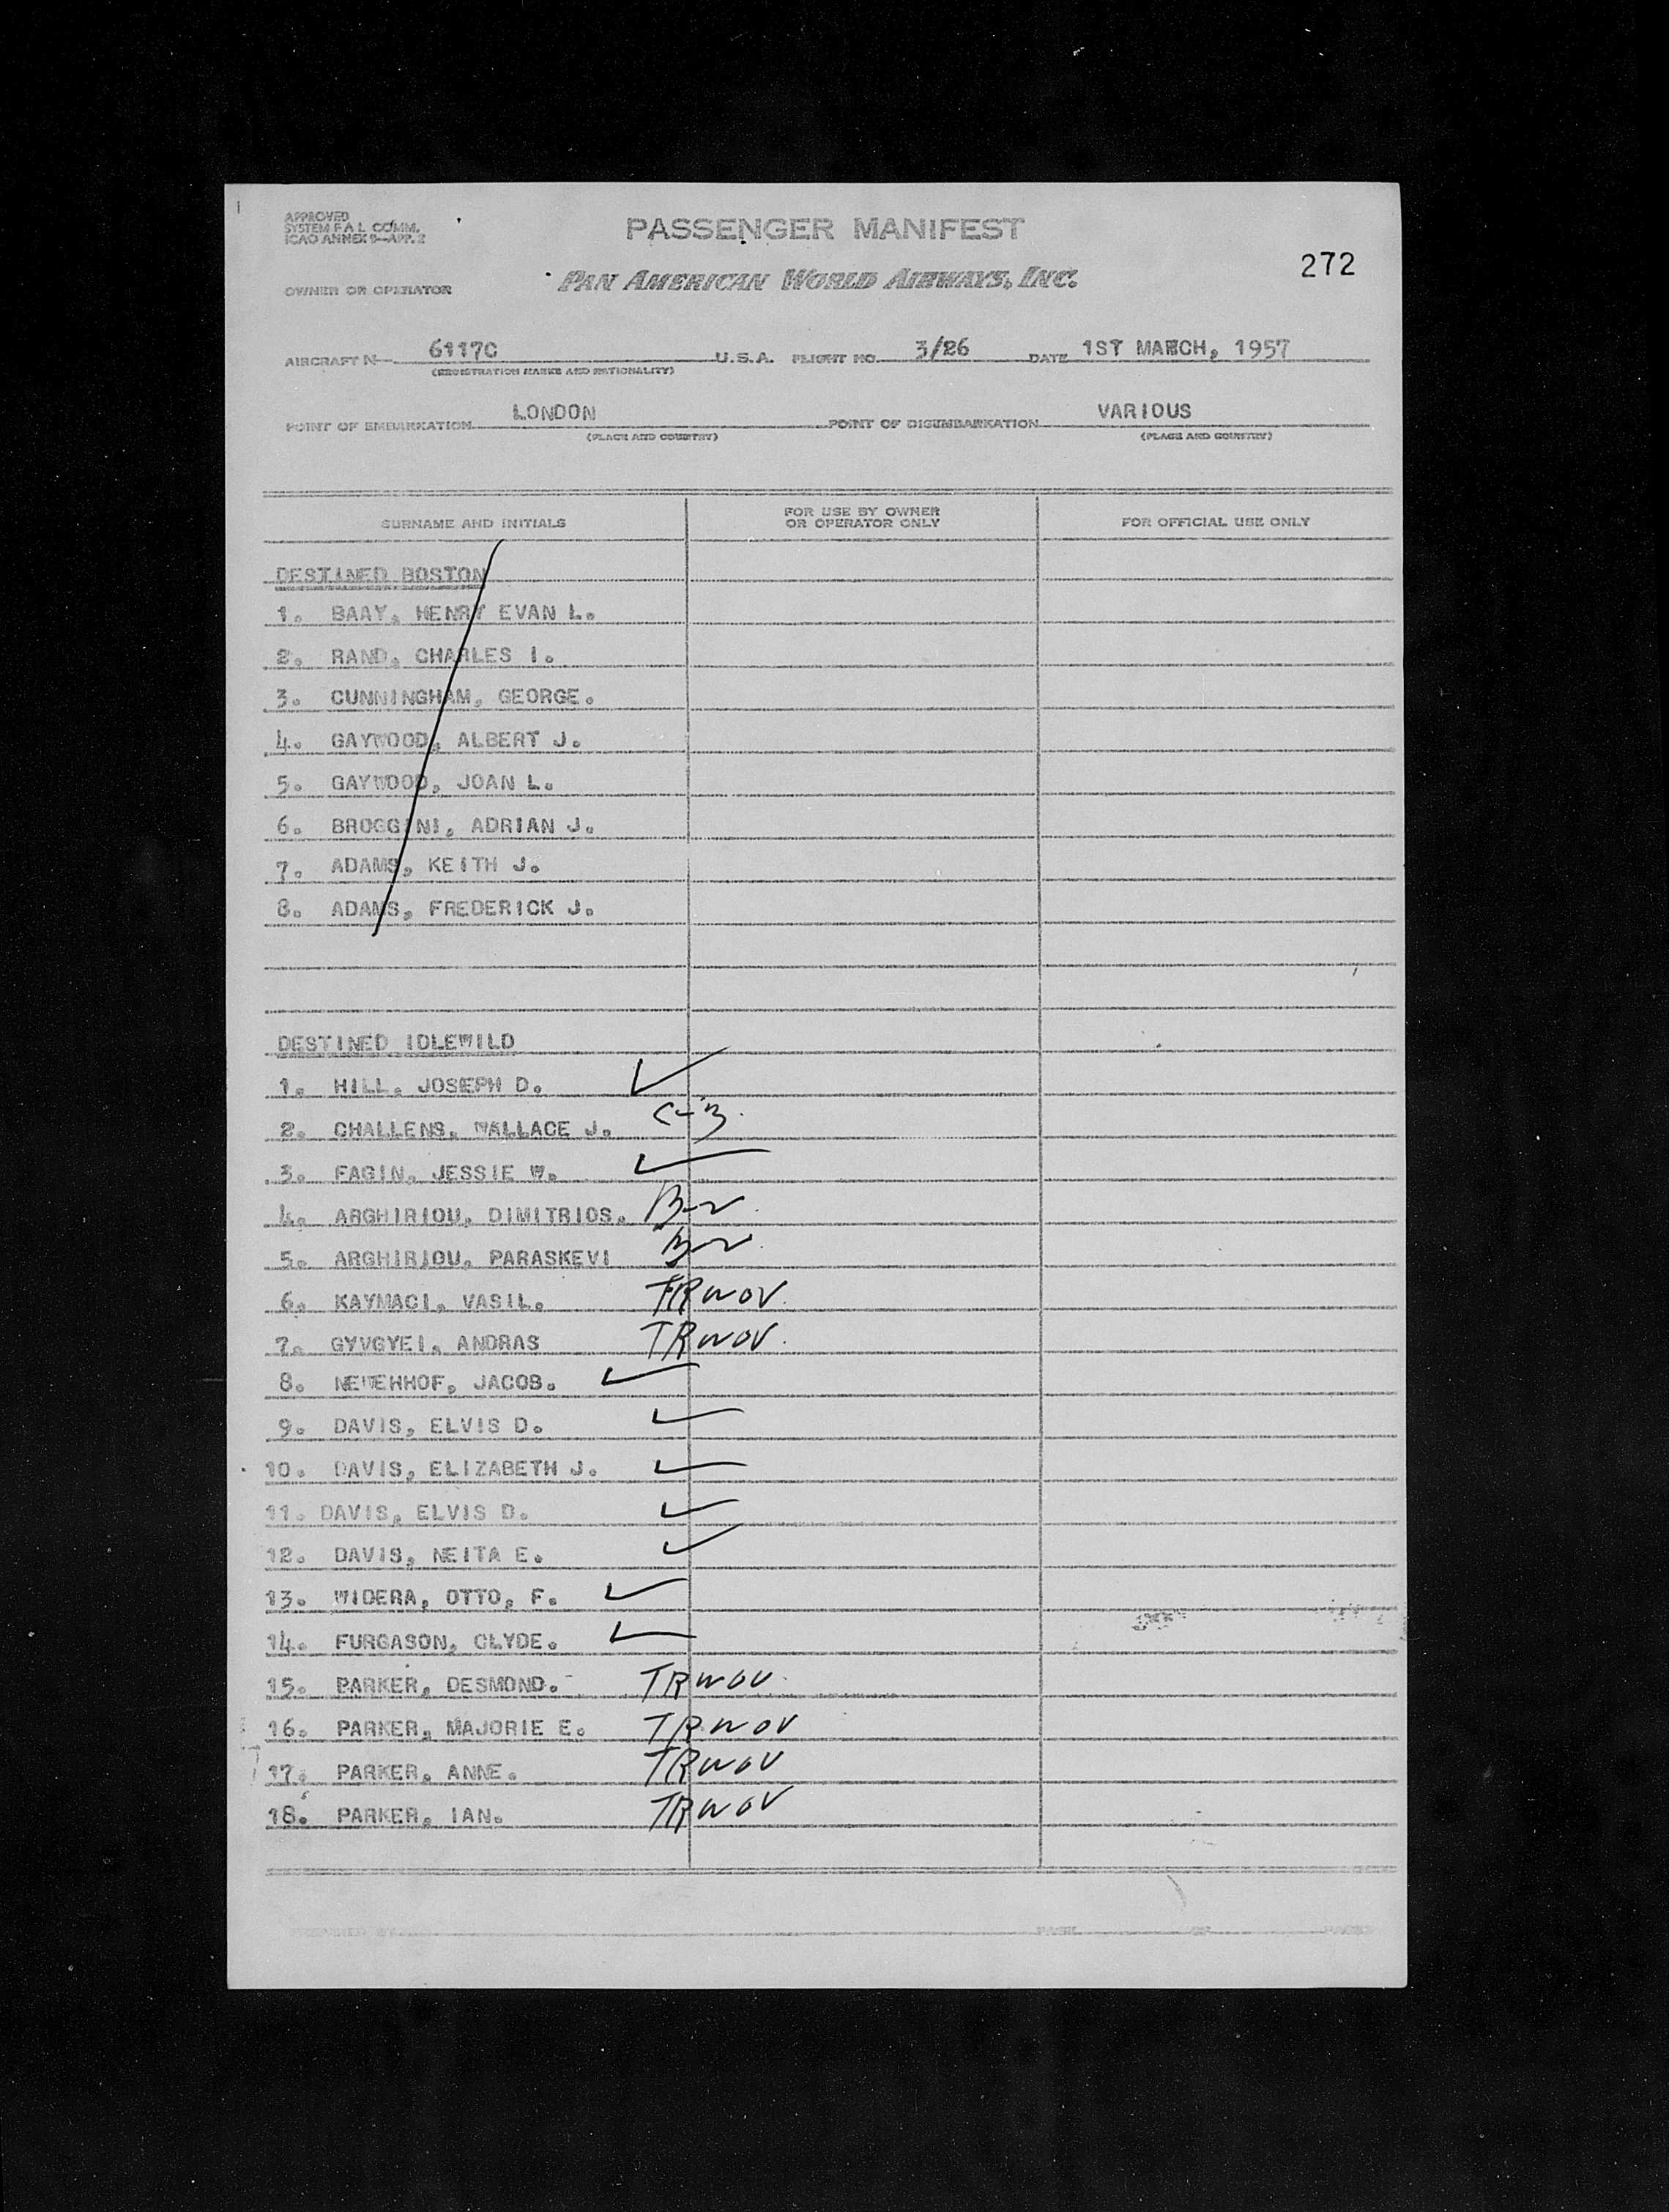 APPROVED
SYSTEM F A L COMM.
ICAO ANNEX 9—APP. 2
PASSENGER MANIFEST
272
OWNER OR OPERATOR PAN AMERICAN WORLD AIRWAYS, INC.
AIRCRAFT N— 6117C U.S.A. FLIGHT NO. 3/26 DATE 1ST MARCH, 1957
(REGISTRATION MARKS AND NATIONALITY)
POINT OF EMBARKATION LONDON POINT OF DISEMBARKATION VARIOUS
(PLACE AND COUNTRY) (PLACE AND COUNTRY)
SURNAME AND INITIALS FOR USE BY OWNER OR OPERATOR ONLY FOR OFFICIAL USE ONLY
DESTINED BOSTON
1. BAAY, HENRY EVAN L.
2. RAND, CHARLES I.
3. CUNNINGHAM, GEORGE.
4. GAYWOOD, ALBERT J.
5. GAYWOOD, JOAN L.
6. BROGGINI, ADRIAN J.
7. ADAMS, KEITH J.
8. ADAMS, FREDERICK J.
DESTINED IDLEWILD
1. HILL, JOSEPH D.
2. CHALLENS, WALLACE J.
3. FAGIN, JESSIE W.
4. ARGHIRIOU, DIMITRIOS.
5. ARGHIRIOU, PARASKEVI
6. KAYMACI, VASIL. TRWOV.
7. GYVGYEI, ANDRAS TRWOV.
8. NEWEHHOF, JACOB.
9. DAVIS, ELVIS D.
10. DAVIS, ELIZABETH J.
11. DAVIS, ELVIS D.
12. DAVIS, NEITA E.
13. WIDERA, OTTO, F.
14. FURGASON, CLYDE.
15. PARKER, DESMOND. TRWOV
16. PARKER, MAJORIE E. TRWOV
17. PARKER, ANNE. TRWOV
18. PARKER, IAN. TRWOV